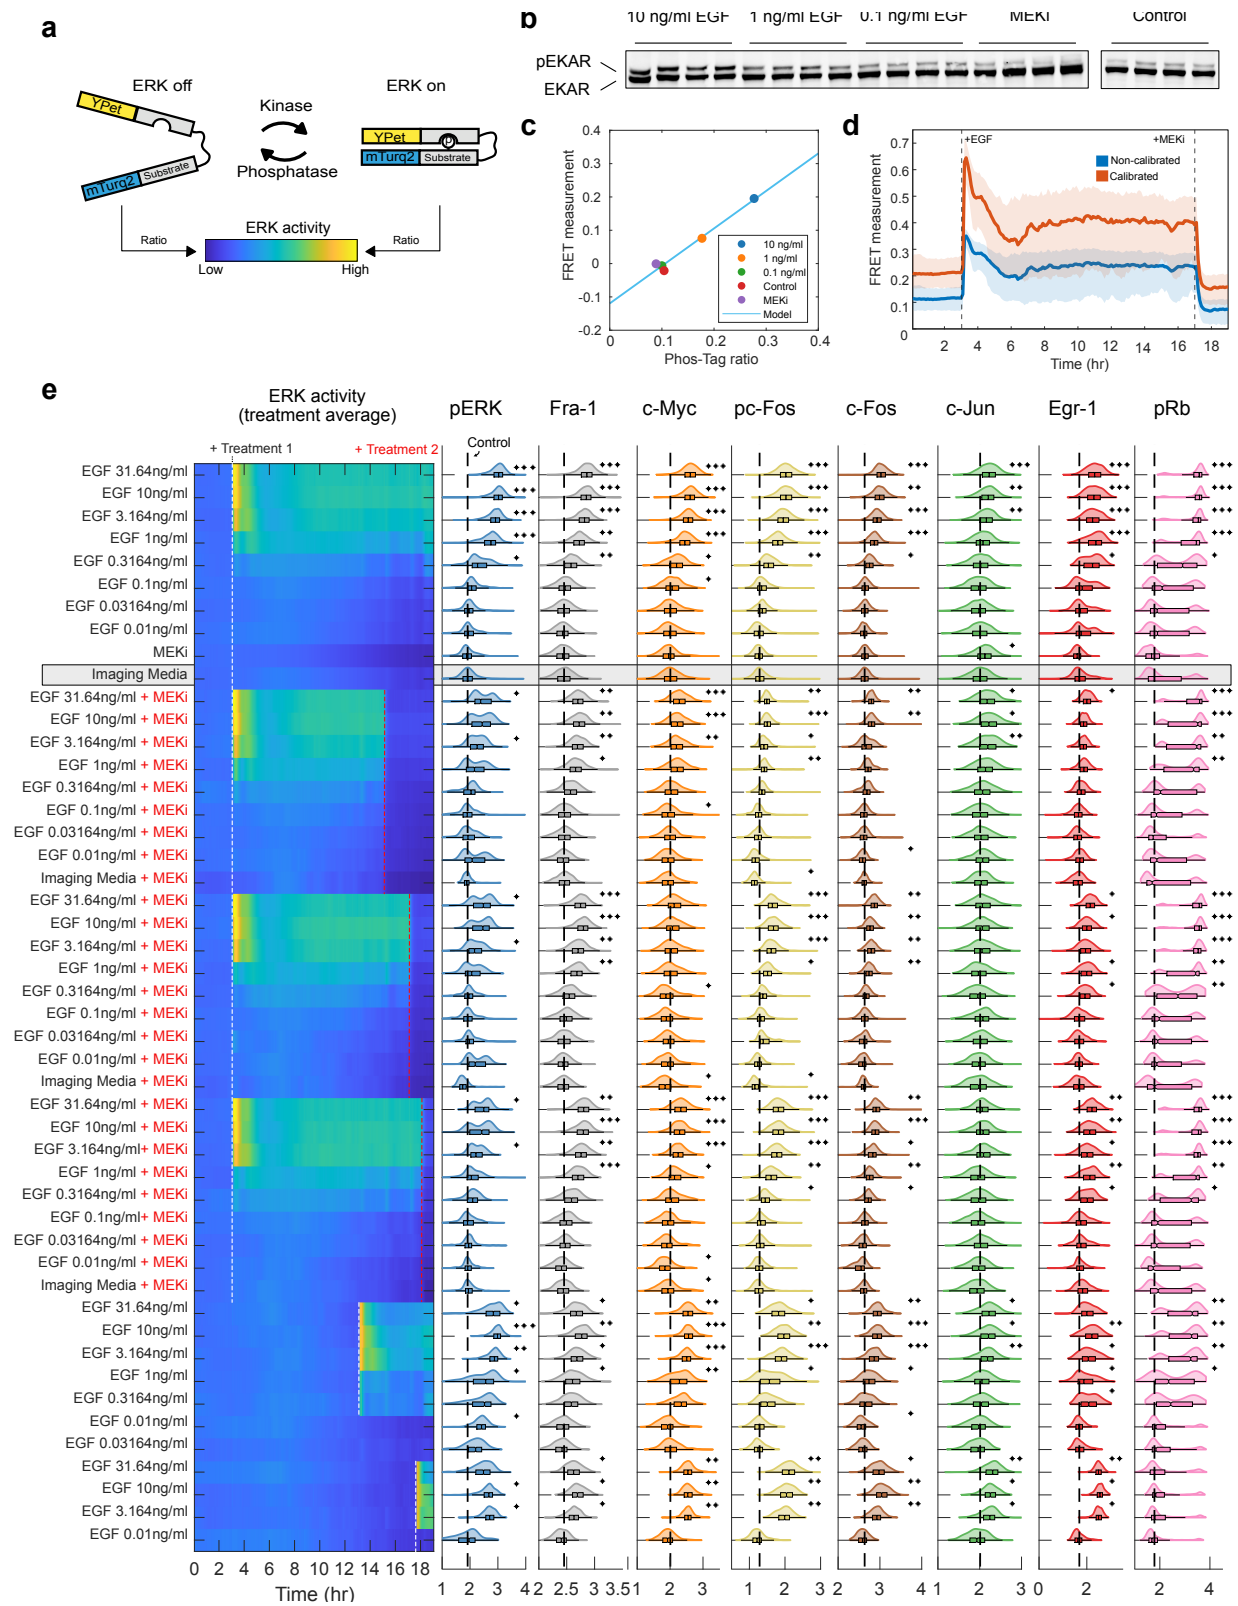 a
ERK off
ERK on
YPet
mTurq2
Substrate
Kinase
Phosphatase
YPet
P
mTurq2
Substrate
Ratio
ERK activity
Ratio
Low
High
b
10 ng/ml EGF
1 ng/ml EGF
0.1 ng/ml EGF
MEKi
Control
pEKAR
EKAR
c
FRET measurement
0.4
0.3
0.2
0.1
0
-0.1
-0.2
10 ng/ml
1 ng/ml
0.1 ng/ml
Control
MEKi
Model
0 0.1 0.2 0.3 0.4
Phos-Tag ratio
d
FRET measurement
0.7
0.6
0.5
0.4
0.3
0.2
0.1
0
+EGF
+MEKi
Non-calibrated
Calibrated
2 4 6 8 10 12 14 16 18
Time (hr)
e
ERK activity
(treatment average)
pERK
Fra-1
c-Myc
pc-Fos
c-Fos
c-Jun
Egr-1
pRb
+ Treatment 1
+ Treatment 2
Control
EGF 31.64ng/ml
EGF 10ng/ml
EGF 3.164ng/ml
EGF 1ng/ml
EGF 0.3164ng/ml
EGF 0.1ng/ml
EGF 0.03164ng/ml
EGF 0.01ng/ml
MEKi
Imaging Media
EGF 31.64ng/ml + MEKi
EGF 10ng/ml + MEKi
EGF 3.164ng/ml + MEKi
EGF 1ng/ml + MEKi
EGF 0.3164ng/ml + MEKi
EGF 0.1ng/ml + MEKi
EGF 0.03164ng/ml + MEKi
EGF 0.01ng/ml + MEKi
Imaging Media + MEKi
EGF 31.64ng/ml + MEKi
EGF 10ng/ml + MEKi
EGF 3.164ng/ml + MEKi
EGF 1ng/ml + MEKi
EGF 0.3164ng/ml + MEKi
EGF 0.1ng/ml + MEKi
EGF 0.03164ng/ml + MEKi
EGF 0.01ng/ml + MEKi
Imaging Media + MEKi
EGF 31.64ng/ml + MEKi
EGF 10ng/ml + MEKi
EGF 3.164ng/ml+ MEKi
EGF 1ng/ml + MEKi
EGF 0.3164ng/ml + MEKi
EGF 0.1ng/ml+ MEKi
EGF 0.03164ng/ml + MEKi
EGF 0.01ng/ml + MEKi
Imaging Media + MEKi
EGF 31.64ng/ml
EGF 10ng/ml
EGF 3.164ng/ml
EGF 1ng/ml
EGF 0.3164ng/ml
EGF 0.01ng/ml
EGF 0.03164ng/ml
EGF 31.64ng/ml
EGF 10ng/ml
EGF 3.164ng/ml
EGF 0.01ng/ml
0 2 4 6 8 10 12 14 16 18
Time (hr)
1 2 3 4
2 2.5 3 3.5
1 2 3
1 2 3
1 2 3 4
1 2 3
0 2
2 4